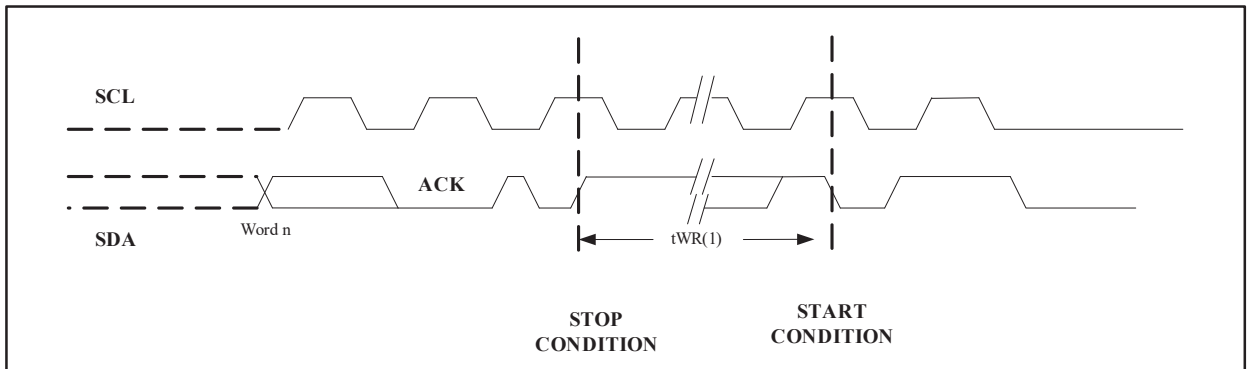 SCL
ACK
Word n
SDA
tWR(1)
STOP
CONDITION
START
CONDITION